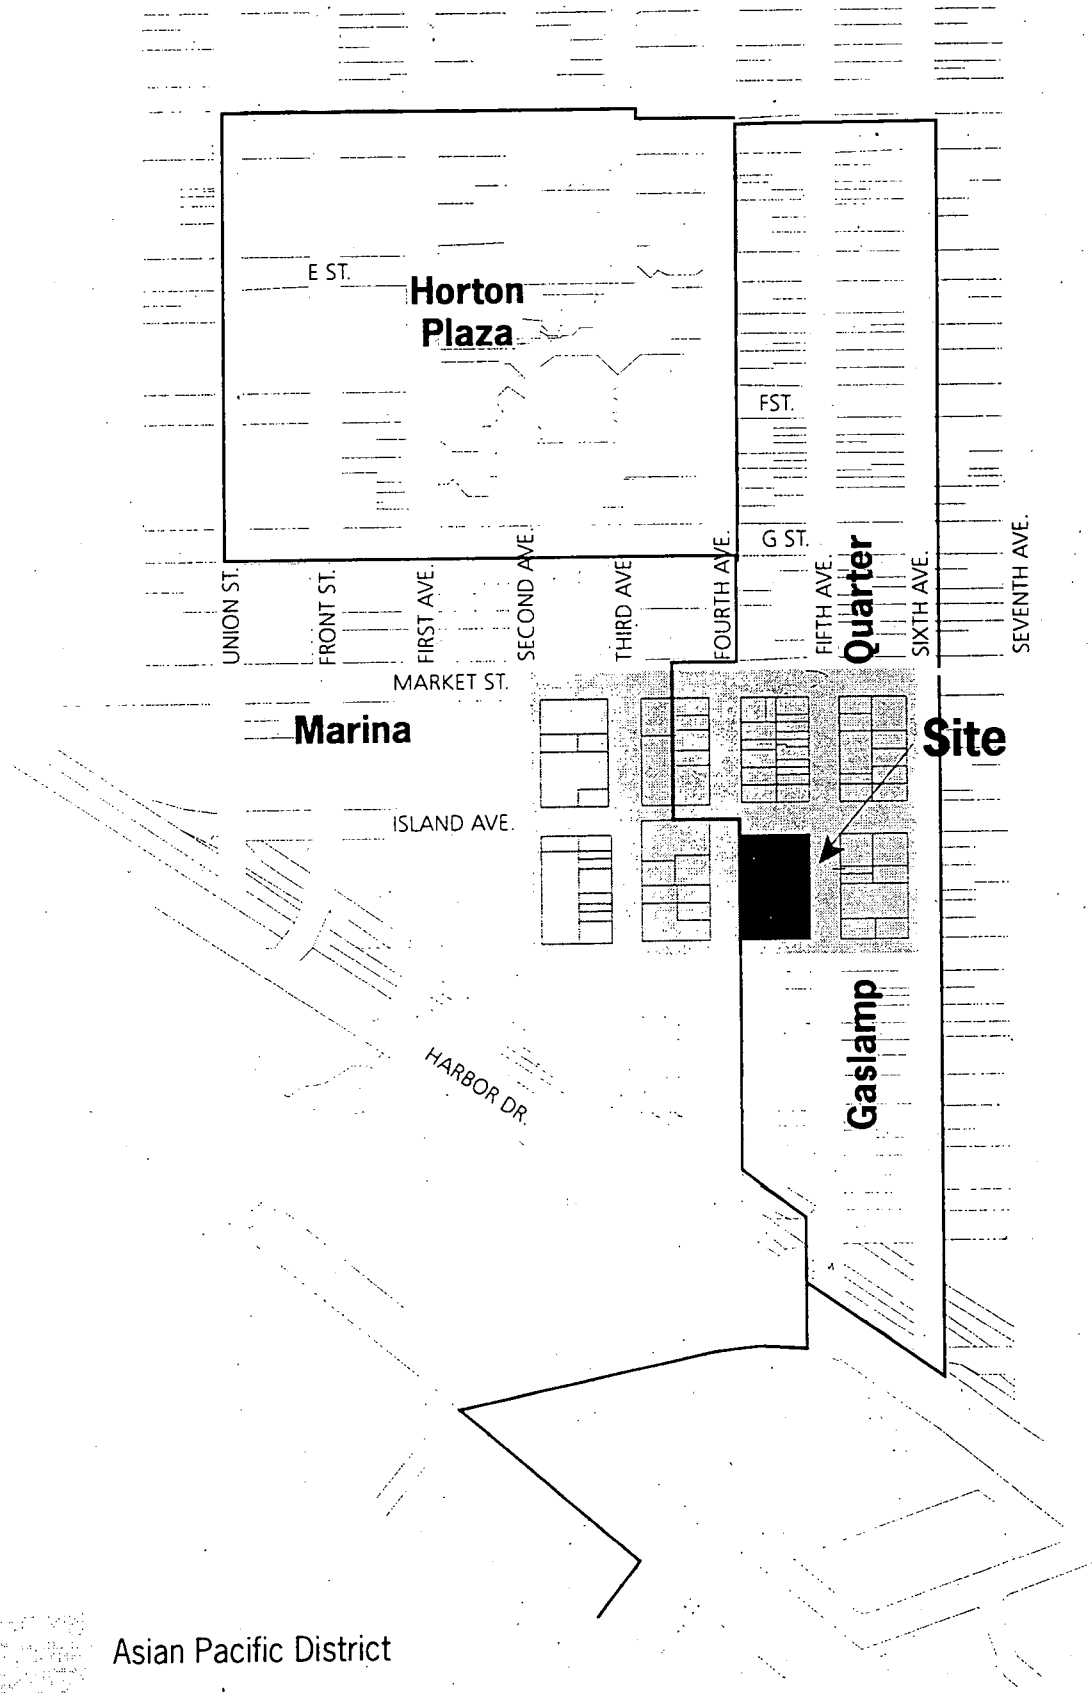 E ST.
Horton
Plaza
FST.
G ST.
UNION ST.
FRONT ST.
FIRST AVE.
SECOND AVE.
THIRD AVE.
FOURTH AVE.
FIFTH AVE.
Quarter
SIXTH AVE.
SEVENTH AVE.
MARKET ST.
Marina
Site
ISLAND AVE.
Gaslamp
HARBOR DR.
Asian Pacific District